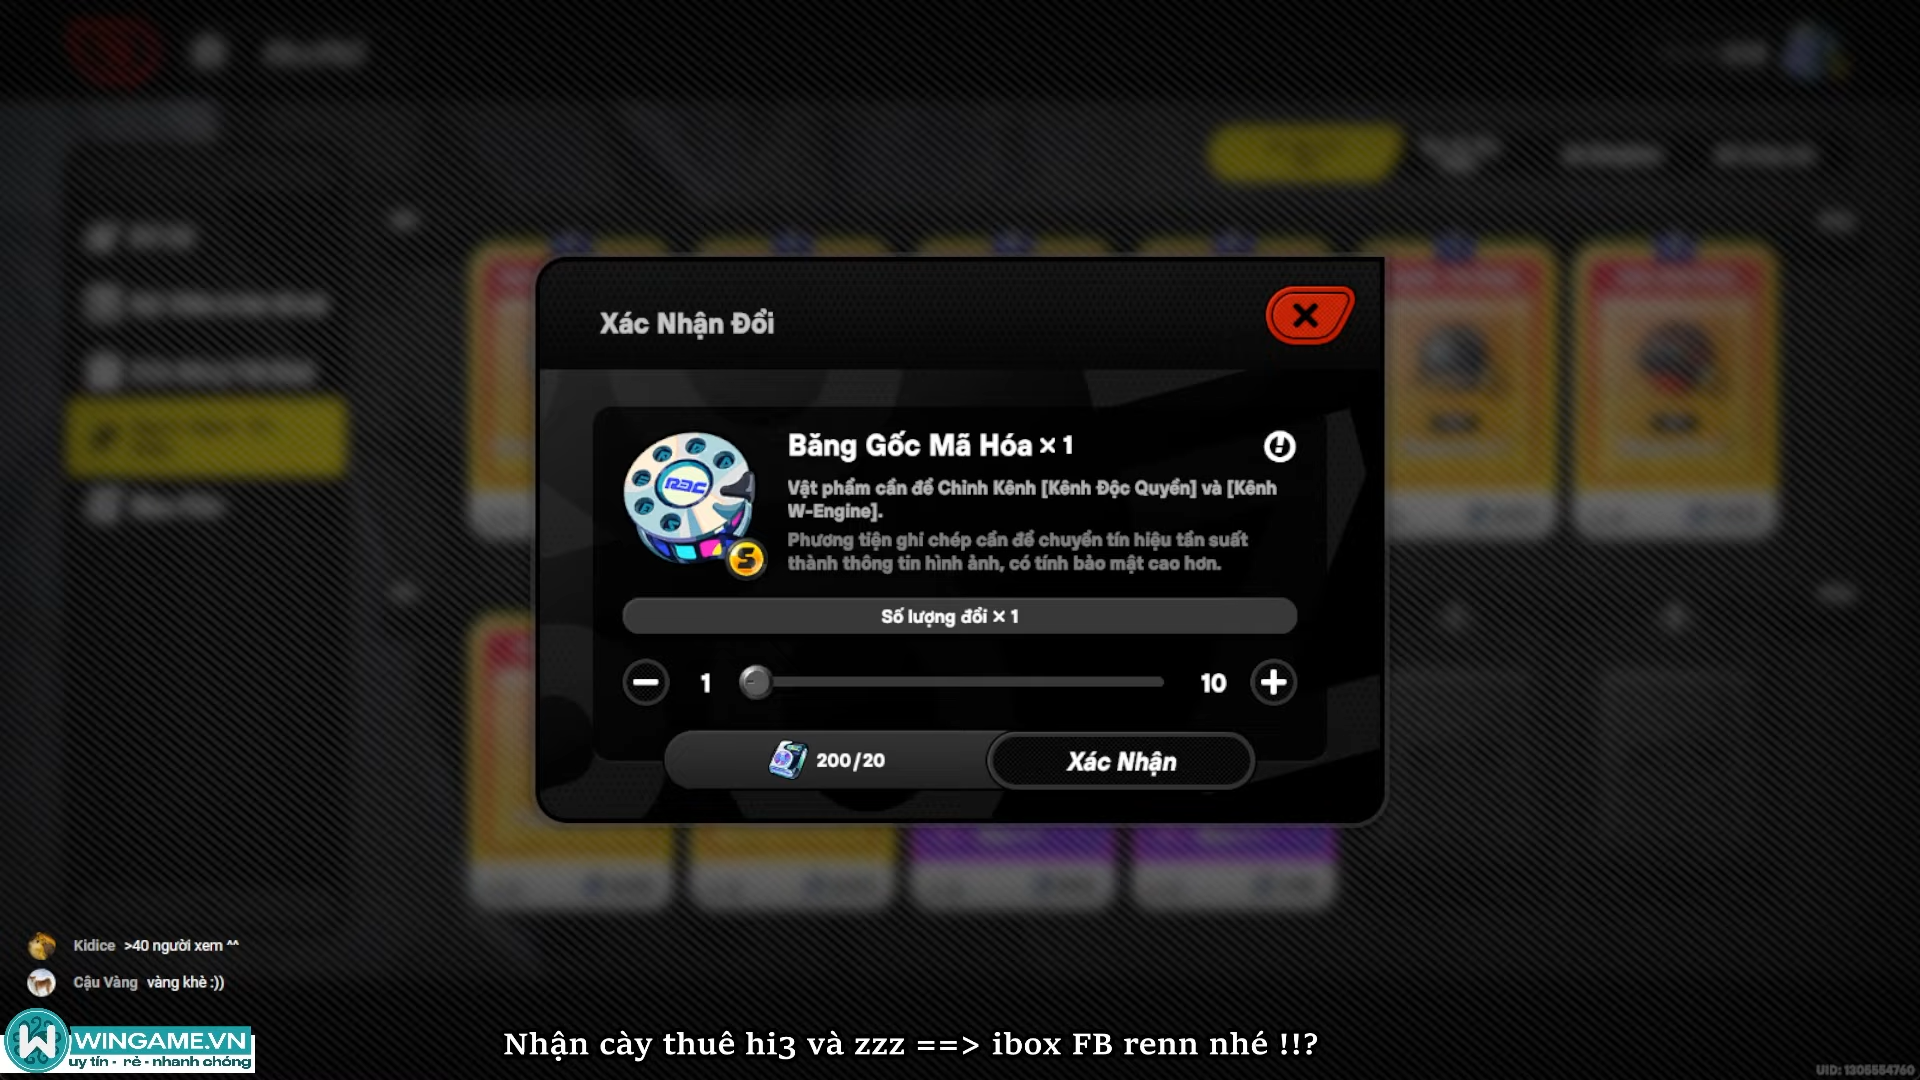 Xác Nhận Đổi
Băng Gốc Mã Hóa × 1
Vật phẩm cần để Chỉnh Kênh [Kênh Độc Quyền] và [Kênh
W-Engine].
Phương tiện ghi chép cần để chuyển tín hiệu tần suất
thành thông tin hình ảnh, có tính bảo mật cao hơn.
S
Số lượng đổi × 1
1
10
200/20
Xác Nhận
Kidice >40 người xem ^^
Cậu Vàng vàng khè :))
WINGAME.VN
uy tín - rẻ - nhanh chóng
Nhận cày thuê hi3 và zzz ==> ibox FB renn nhé !!?
UID: 1305554760